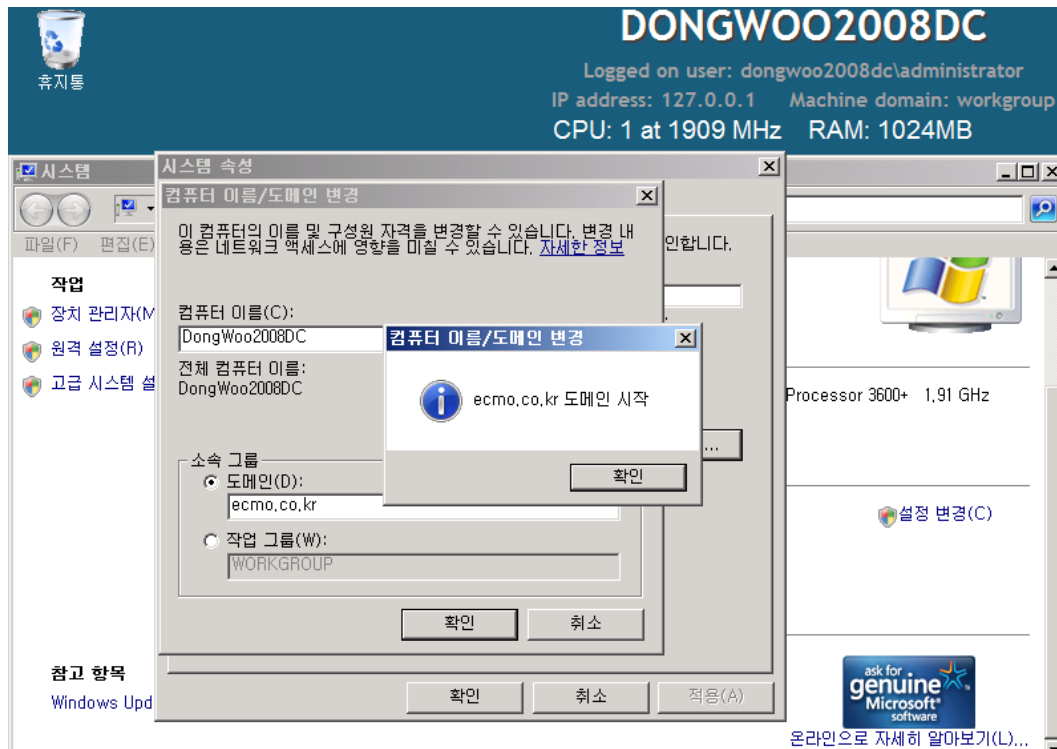 DONGWOO2008DC
휴지통
Logged on user: dongwoo2008dc\administrator
IP address: 127.0.0.1 Machine domain: workgroup
CPU: 1 at 1909 MHz RAM: 1024MB
시스템
시스템 속성
컴퓨터 이름/도메인 변경
파일(F) 편집(E)
이 컴퓨터의 이름 및 구성원 자격을 변경할 수 있습니다. 변경 내
용은 네트워크 액세스에 영향을 미칠 수 있습니다. 자세한 정보
인합니다.
작업
장치 관리자(M
원격 설정(R)
고급 시스템 설
컴퓨터 이름(C):
DongWoo2008DC
전체 컴퓨터 이름:
DongWoo2008DC
컴퓨터 이름/도메인 변경
ecmo.co.kr 도메인 시작
확인
Processor 3600+ 1.91 GHz
...
소속 그룹
도메인(D):
ecmo.co.kr
작업 그룹(W):
WORKGROUP
설정 변경(C)
확인 취소
참고 항목
Windows Upd
확인 취소 적용(A)
ask for
genuine
Microsoft
software
온라인으로 자세히 알아보기(L)...